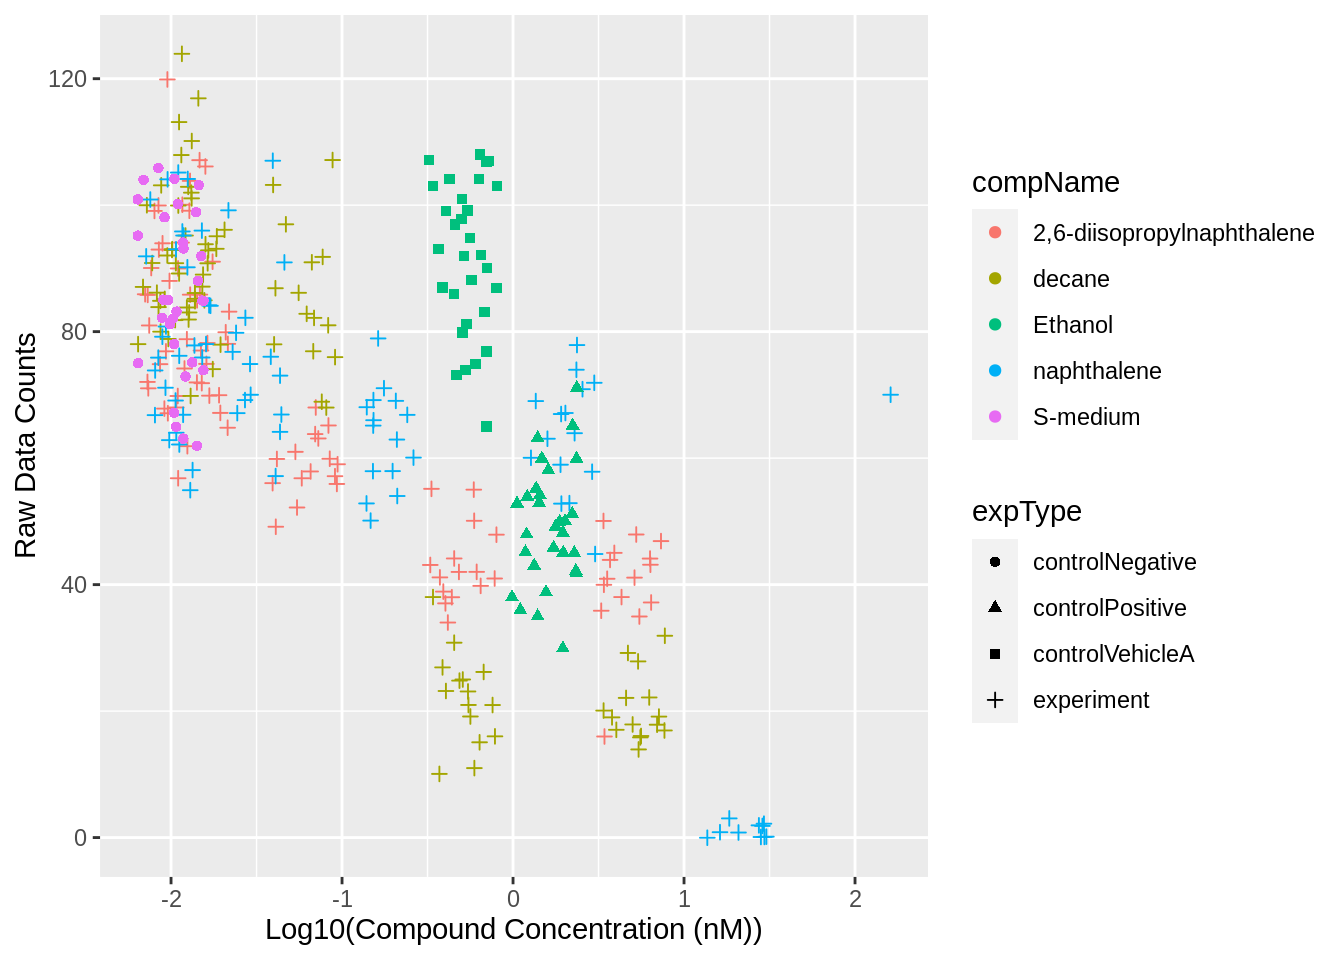 120
80
40
0
Raw Data Counts
-2 -1 0 1 2
Log10(Compound Concentration (nM))
compName
2,6-diisopropylnaphthalene
decane
Ethanol
naphthalene
S-medium
expType
controlNegative
controlPositive
controlVehicleA
experiment